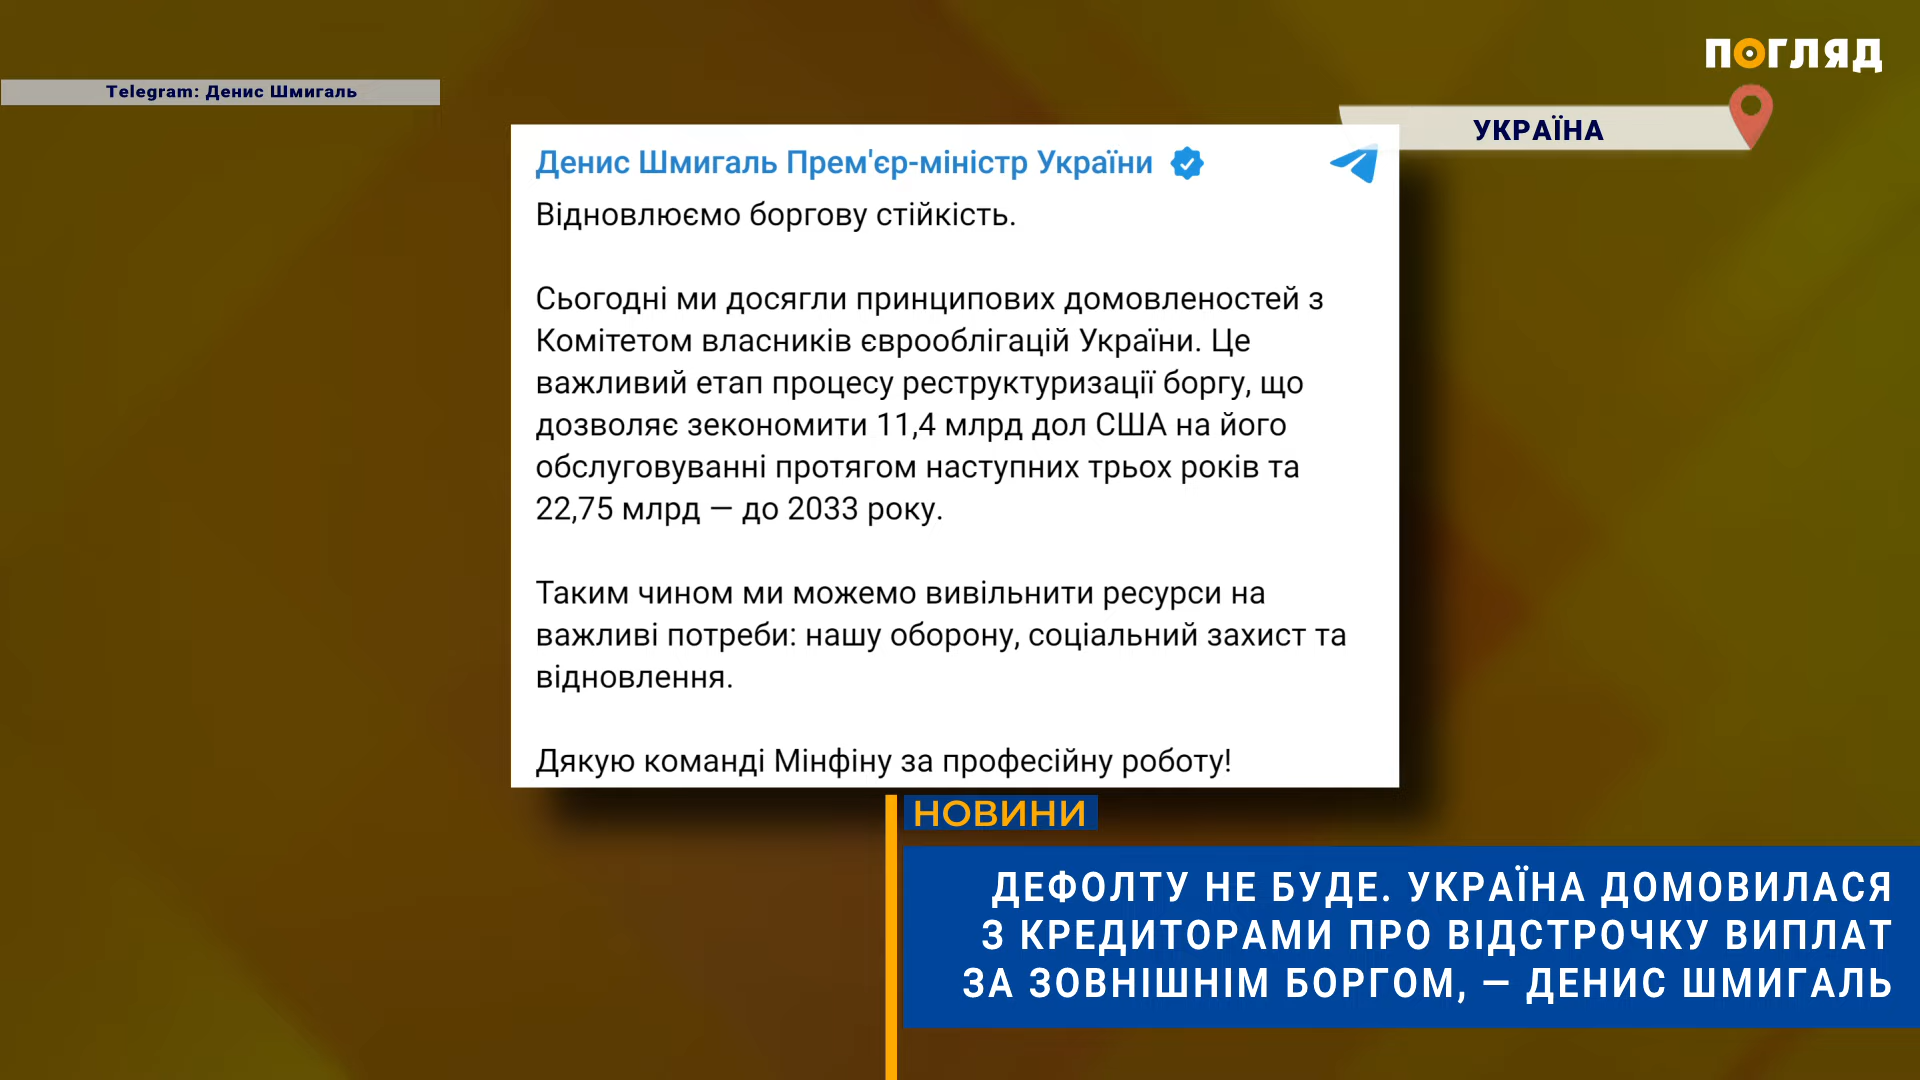 ПОГЛЯД
Telegram: Денис Шмигаль
УКРАЇНА
Денис Шмигаль Прем'єр-міністр України
Відновлюємо боргову стійкість.
Сьогодні ми досягли принципових домовленостей з
Комітетом власників єврооблігацій України. Це
важливий етап процесу реструктуризації боргу, що
дозволяє зекономити 11,4 млрд дол США на його
обслуговуванні протягом наступних трьох років та
22,75 млрд — до 2033 року.
Таким чином ми можемо вивільнити ресурси на
важливі потреби: нашу оборону, соціальний захист та
відновлення.
Дякую команді Мінфіну за професійну роботу!
НОВИНИ
ДЕФОЛТУ НЕ БУДЕ. УКРАЇНА ДОМОВИЛАСЯ
З КРЕДИТОРАМИ ПРО ВІДСТРОЧКУ ВИПЛАТ
ЗА ЗОВНІШНІМ БОРГОМ, — ДЕНИС ШМИГАЛЬ